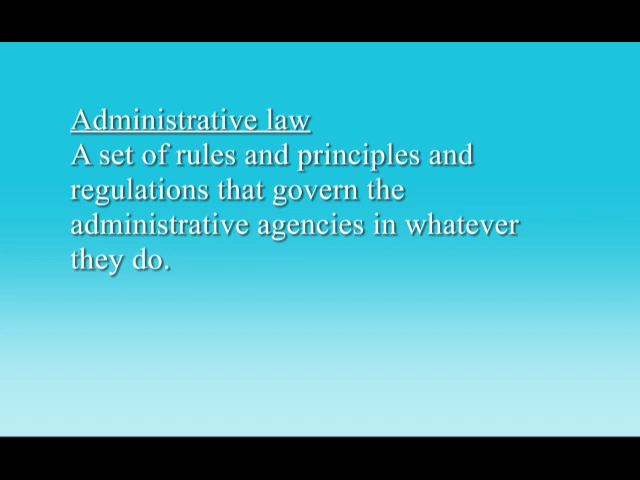 Administrative law
A set of rules and principles and
regulations that govern the
administrative agencies in whatever
they do.